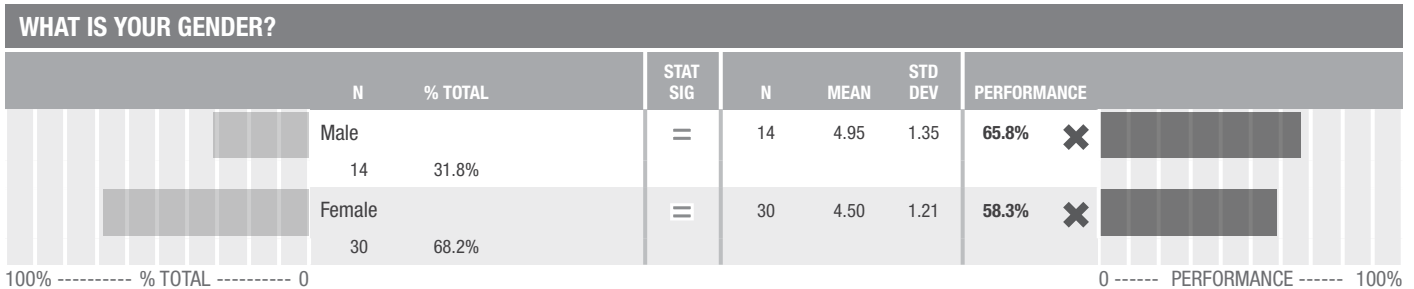 WHAT IS YOUR GENDER?
N % TOTAL STAT SIG N MEAN STD DEV PERFORMANCE
Male = 14 4.95 1.35 65.8% ✖
14 31.8%
Female = 30 4.50 1.21 58.3% ✖
30 68.2%
100% ---------- % TOTAL ---------- 0 0 ------ PERFORMANCE ------ 100%